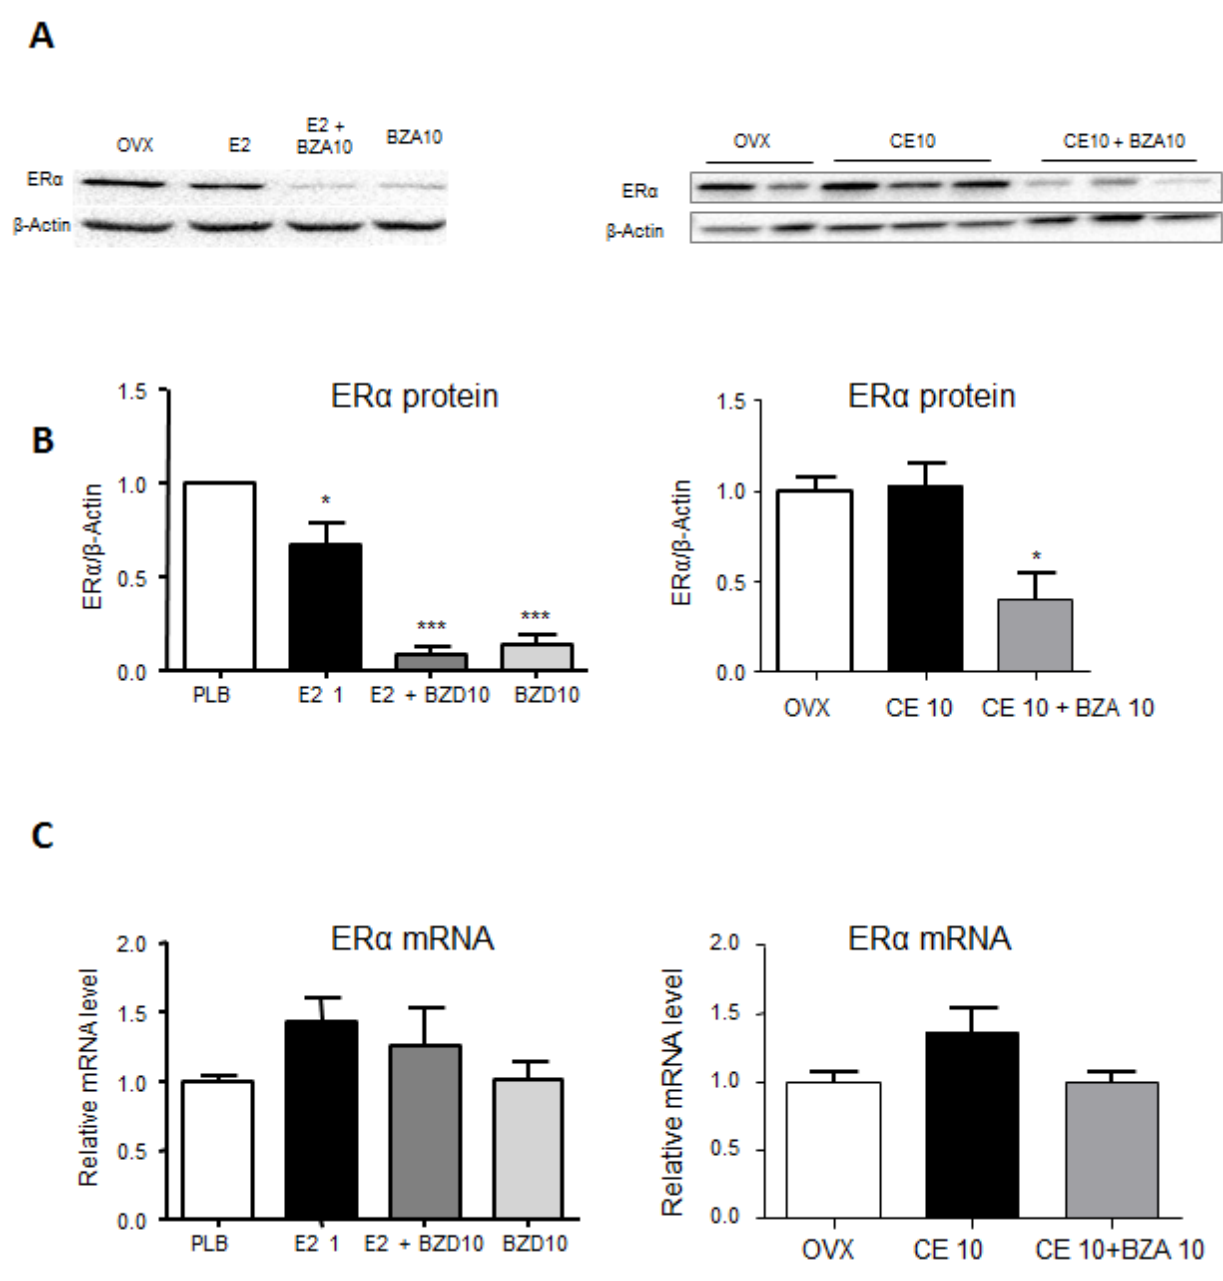 A
OVX
E2
E2 +
BZA10
BZA10
ERα
β-Actin
OVX
CE10
CE10 + BZA10
ERα
β-Actin
B
ERα protein
ERα/β-Actin
1.5
1.0
0.5
0.0
*
***
***
PLB
E2 1
E2 + BZD10
BZD10
ERα protein
ERα/β-Actin
1.5
1.0
0.5
0.0
*
OVX
CE 10
CE 10 + BZA 10
C
ERα mRNA
Relative mRNA level
2.0
1.5
1.0
0.5
0.0
PLB
E2 1
E2 + BZD10
BZD10
ERα mRNA
Relative mRNA level
2.0
1.5
1.0
0.5
0.0
OVX
CE 10
CE 10+BZA 10